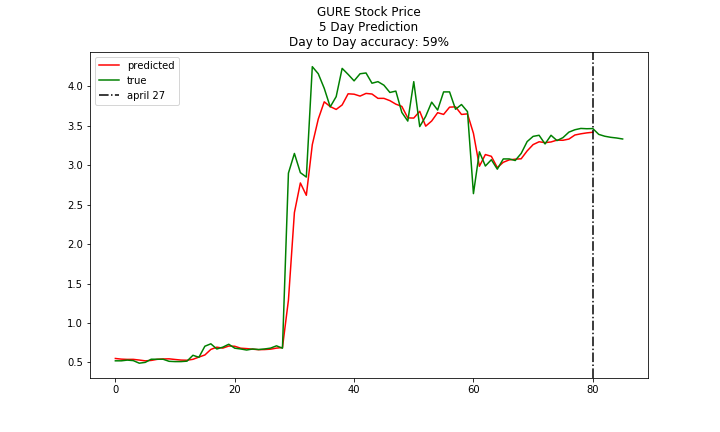 GURE Stock Price
5 Day Prediction
Day to Day accuracy: 59%
predicted
true
april 27
4.0
3.5
3.0
2.5
2.0
1.5
1.0
0.5
0
20
40
60
80